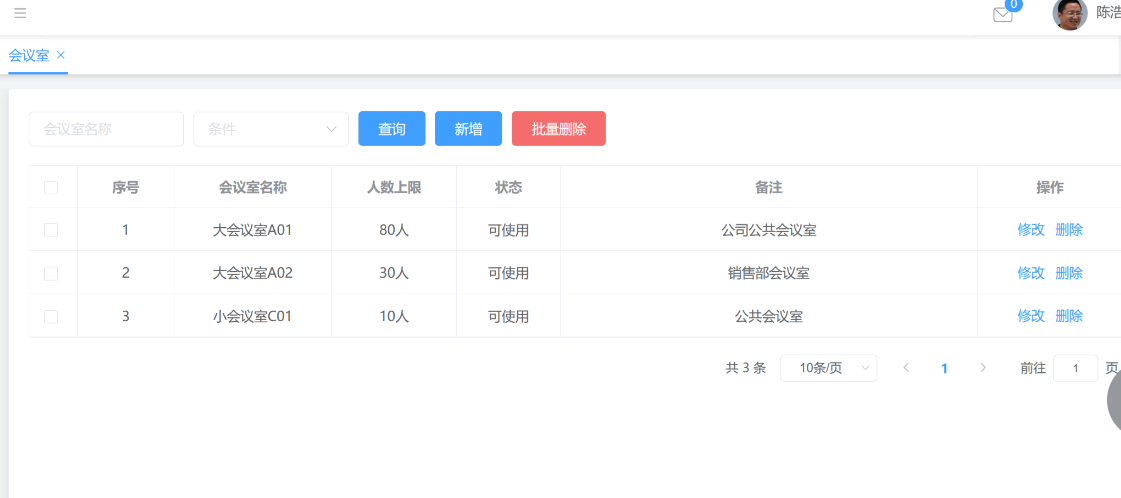 0
陈浩
会议室 ×
会议室名称 条件 查询 新增 批量删除
序号 会议室名称 人数上限 状态 备注 操作
1 大会议室A01 80人 可使用 公司公共会议室 修改 删除
2 大会议室A02 30人 可使用 销售部会议室 修改 删除
3 小会议室C01 10人 可使用 公共会议室 修改 删除
共 3 条 10条/页 1 前往 1 页